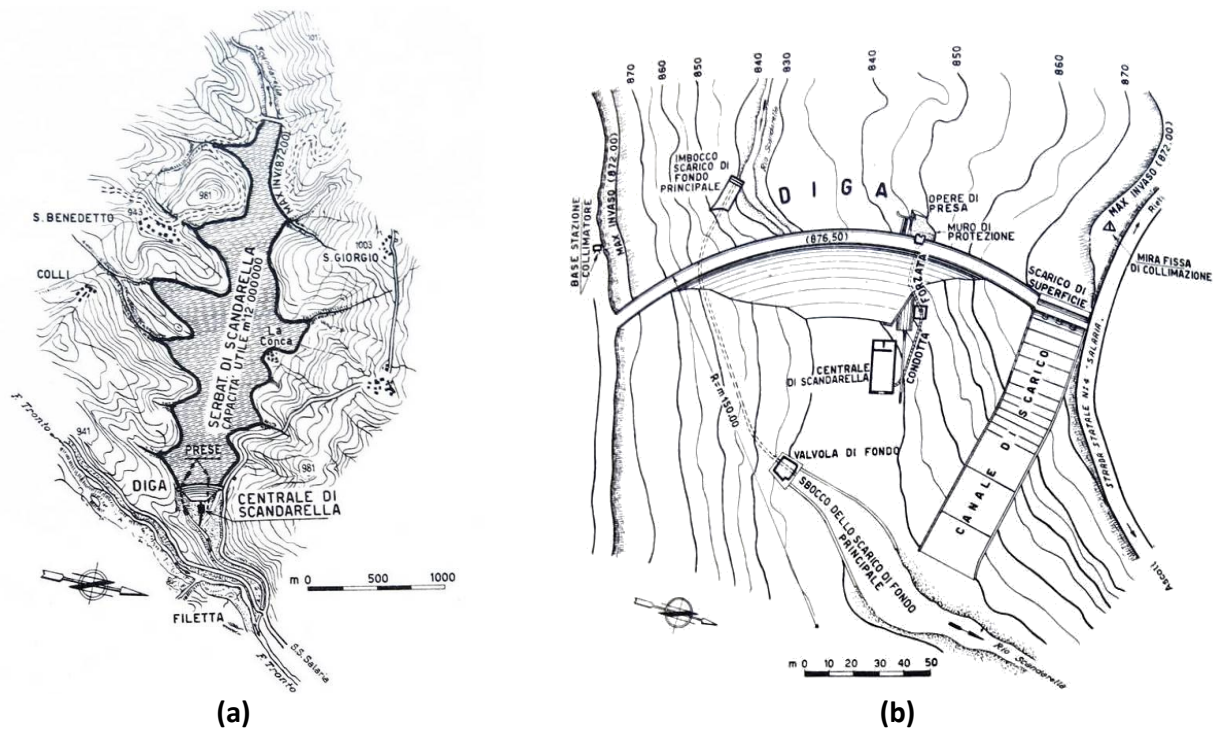 Scandarella
101
MAX INV (872.00)
981
S. BENEDETTO
943
1003
S. GIORGIO
COLLI
SERBAT. DI SCANDARELLA
CAPACITA' UTILE m³ 12 000 000
La
Conca
F. Tronto
941
PRESE
981
DIGA
CENTRALE DI
SCANDARELLA
m 0 500 1000
FILETTA
S.S. Salaria
F. Tronto
(a)
870
860
850
840
830
840
850
860
870
IMBOCCO
SCARICO DI
FONDO
PRINCIPALE
Rio Scandarella
DIGA
OPERE DI
PRESA
MURO DI
PROTEZIONE
MAX INVASO (872.00)
Rieti
BASE STAZIONE
COLLIMATORE
MAX INVASO (872.00)
(876,50)
MIRA FISSA
DI COLLIMAZIONE
SCARICO DI
SUPERFICIE
CONDOTTA FORZATA
CENTRALE
DI SCANDARELLA
R=m 150.00
CANALE DI SCARICO
STRADA STATALE N. 4 "SALARIA"
VALVOLA DI FONDO
SBOCCO DELLO SCARICO DI FONDO
PRINCIPALE
ASCOLI
Rio Scandarella
m 0 10 20 30 40 50
(b)